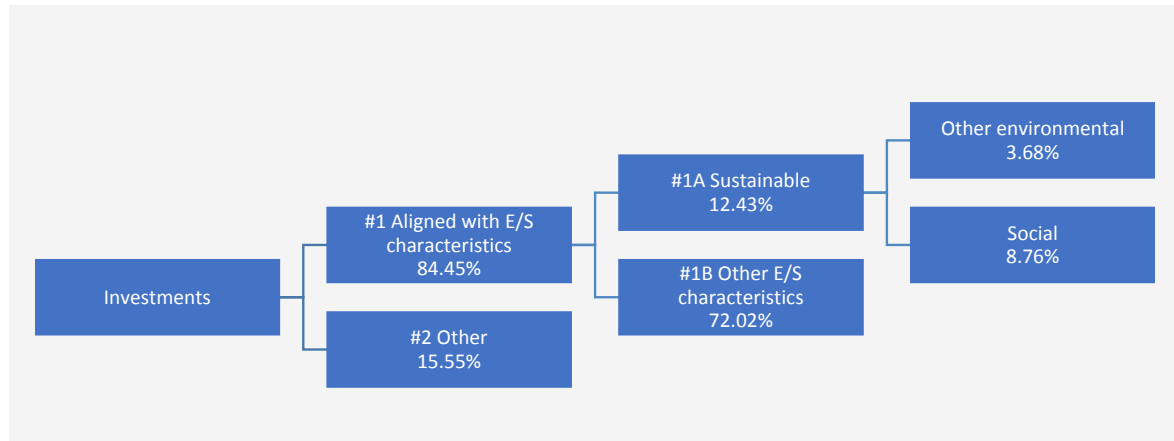 Investments
#1 Aligned with E/S
characteristics
84.45%
#2 Other
15.55%
#1A Sustainable
12.43%
#1B Other E/S
characteristics
72.02%
Other environmental
3.68%
Social
8.76%